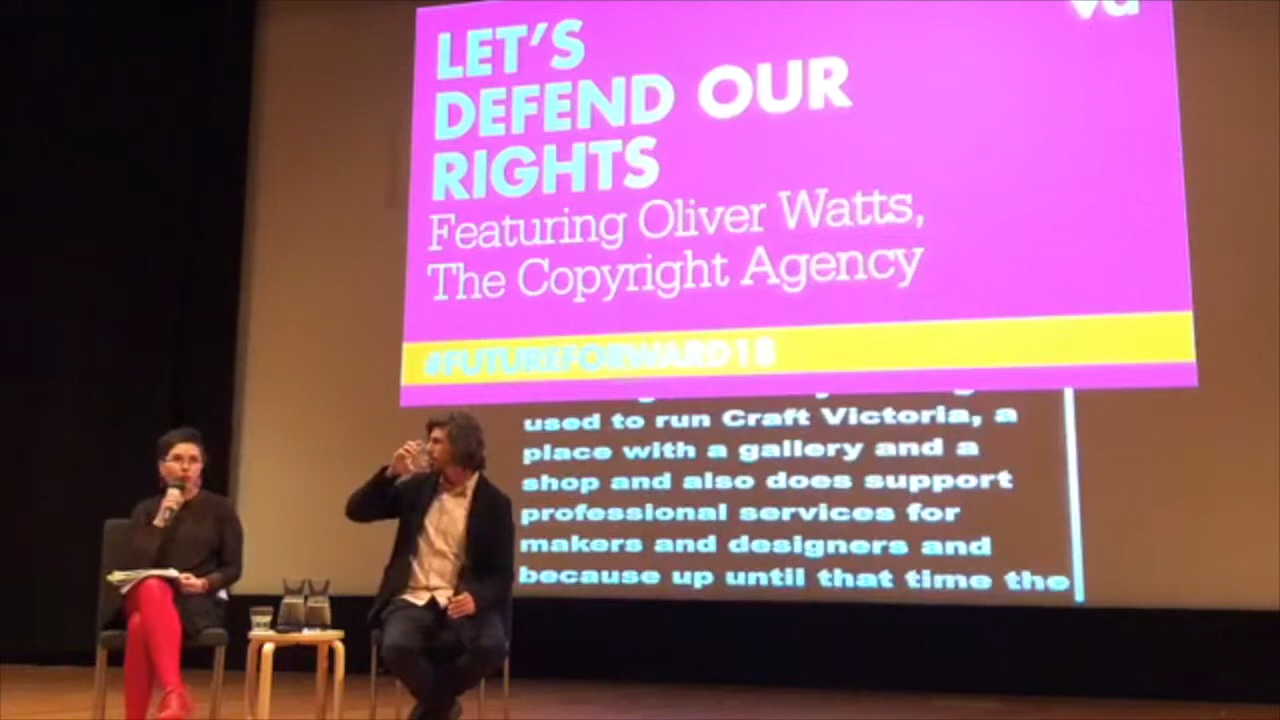 LET'S
DEFEND OUR
RIGHTS
Featuring Oliver Watts,
The Copyright Agency
#FUTUREFORWARD18
used to run Craft Victoria, a
place with a gallery and a
shop and also does support
professional services for
makers and designers and
because up until that time the